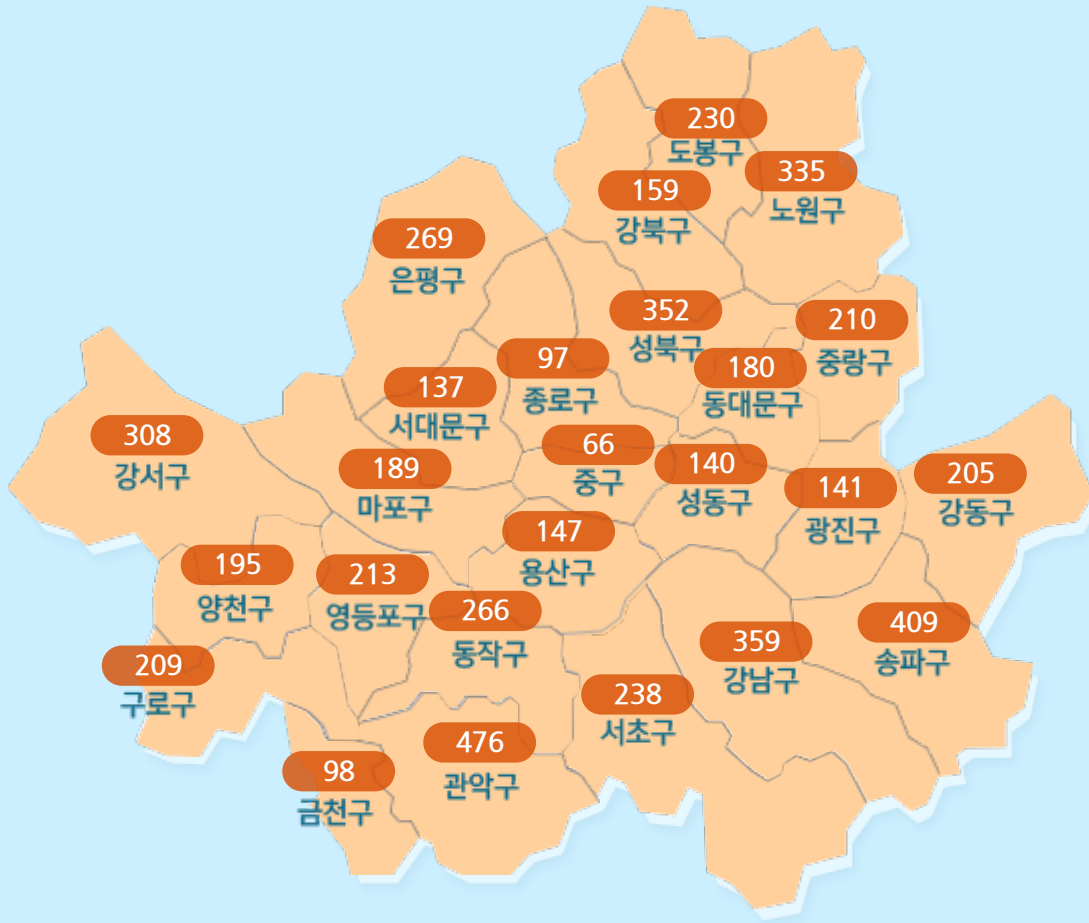 230
도봉구
335
노원구
159
강북구
269
은평구
352
성북구
210
중랑구
97
종로구
180
동대문구
137
서대문구
308
강서구
66
중구
189
마포구
140
성동구
141
광진구
205
강동구
147
용산구
195
양천구
213
영등포구
266
동작구
409
송파구
359
강남구
209
구로구
238
서초구
476
관악구
98
금천구